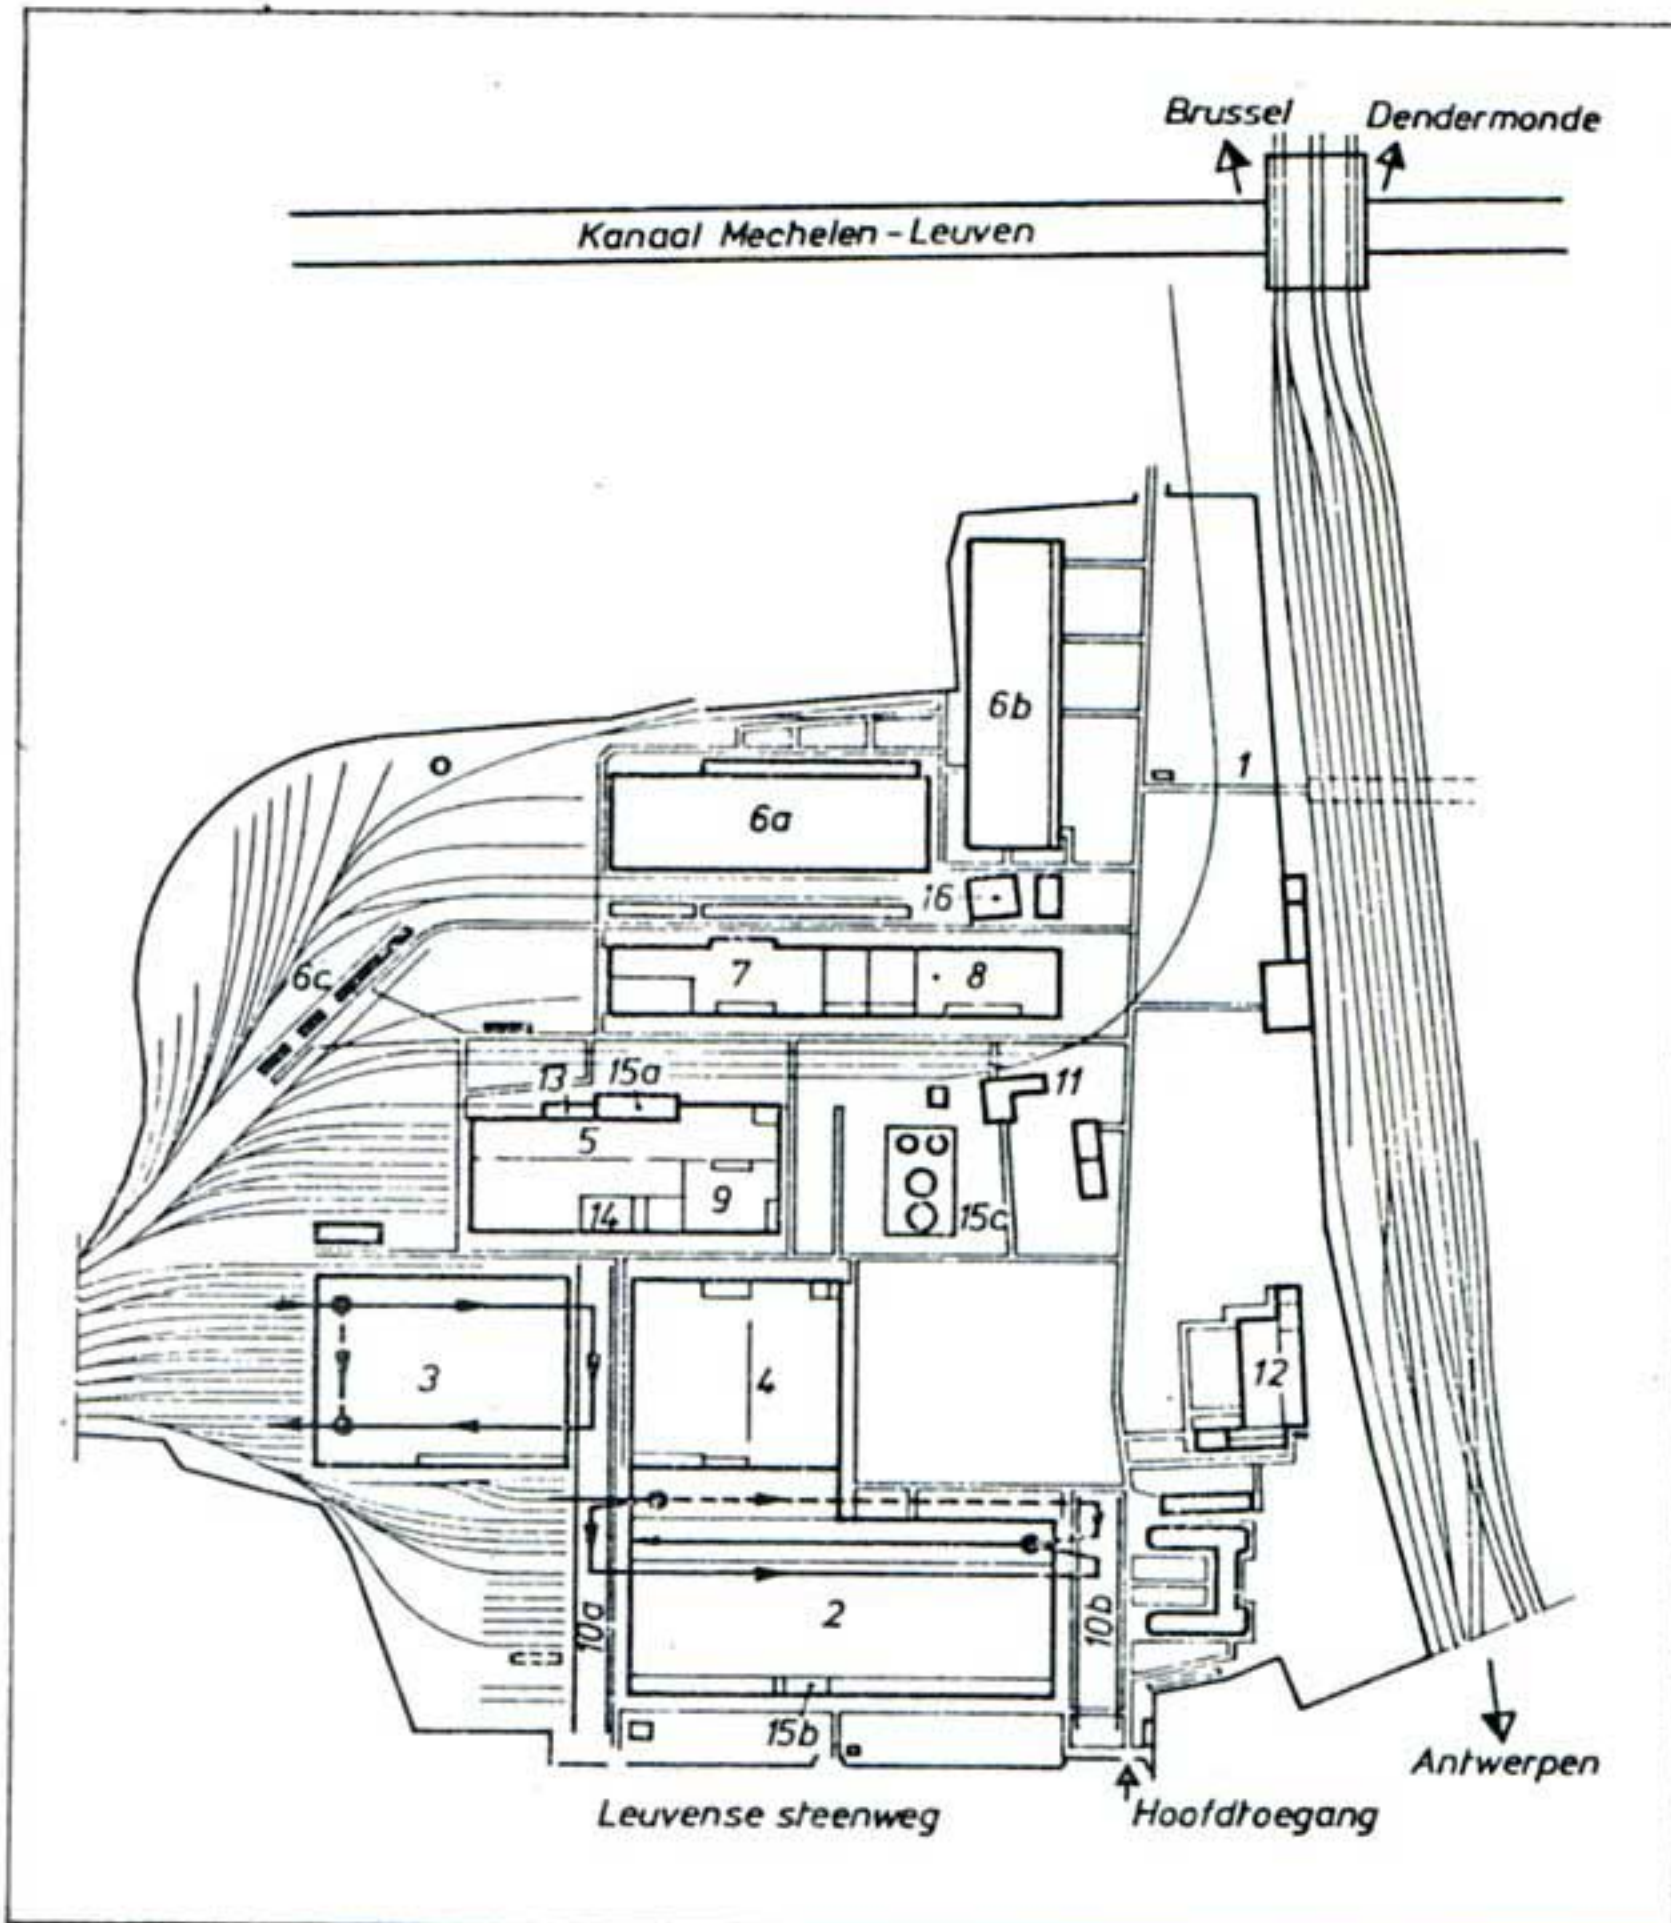 Brussel
Dendermonde
Kanaal Mechelen - Leuven
6b
1
6a
16
6c
7
8
13
15a
11
5
9
14
15c
3
4
12
10a
2
10b
15b
Antwerpen
Leuvense steenweg
Hoofdtoegang